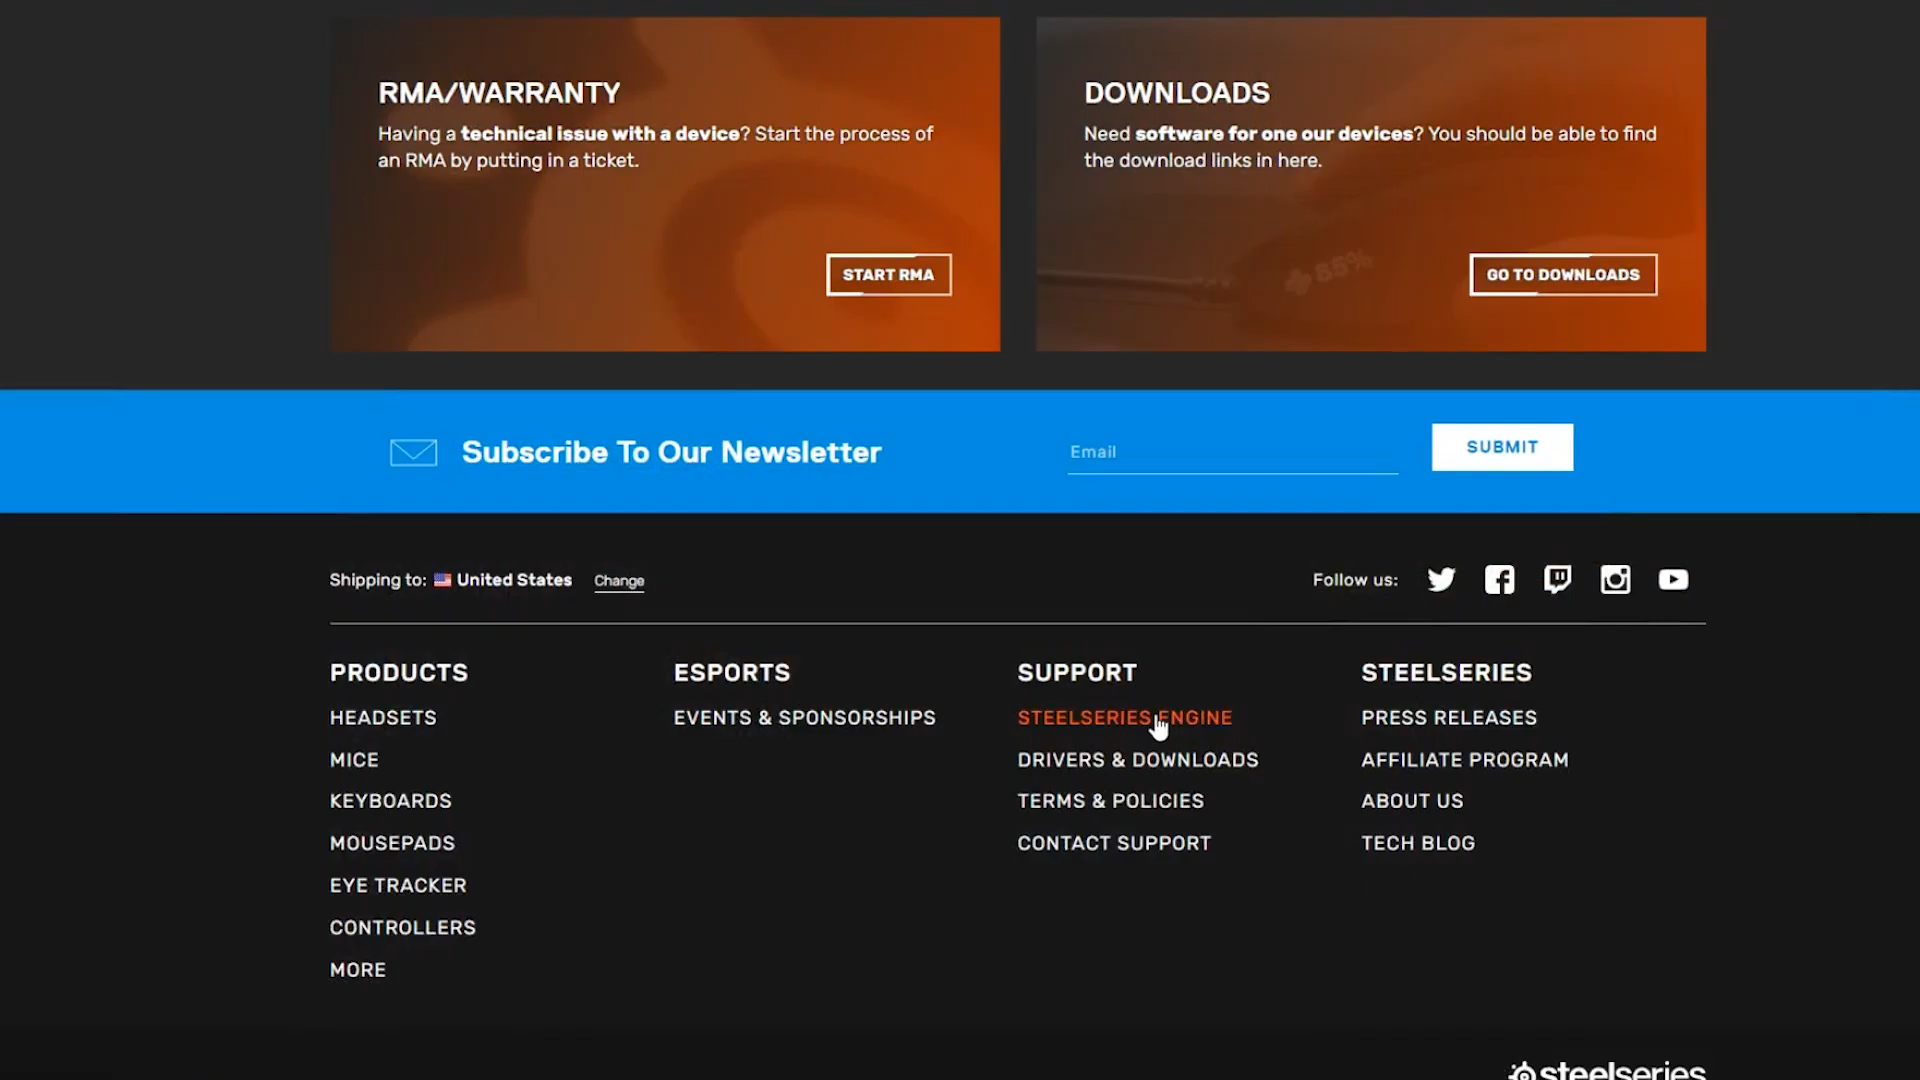 RMA/WARRANTY
Having a technical issue with a device? Start the process of
an RMA by putting in a ticket.
START RMA
DOWNLOADS
Need software for one our devices? You should be able to find
the download links in here.
85%
GO TO DOWNLOADS
Subscribe To Our Newsletter
Email
SUBMIT
Shipping to: United States Change
Follow us:
PRODUCTS
HEADSETS
MICE
KEYBOARDS
MOUSEPADS
EYE TRACKER
CONTROLLERS
MORE
ESPORTS
EVENTS & SPONSORSHIPS
SUPPORT
STEELSERIES ENGINE
DRIVERS & DOWNLOADS
TERMS & POLICIES
CONTACT SUPPORT
STEELSERIES
PRESS RELEASES
AFFILIATE PROGRAM
ABOUT US
TECH BLOG
steelseries